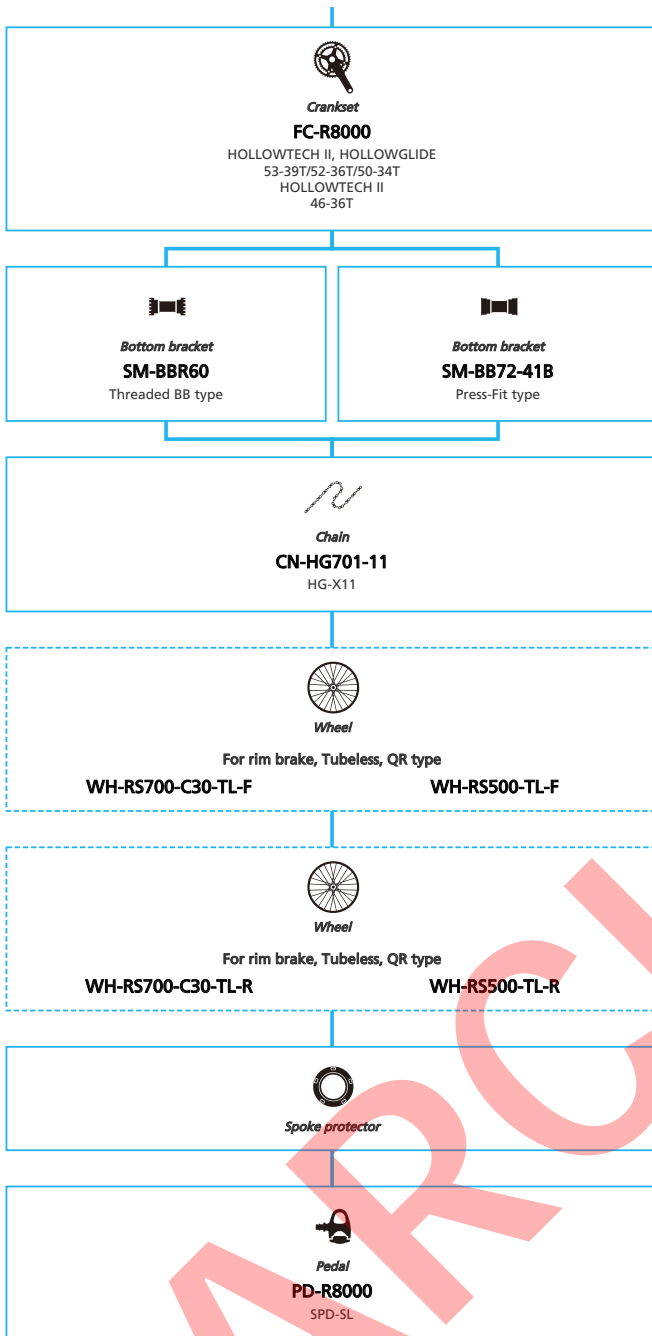 Crankset
FC-R8000
HOLLOWTECH II, HOLLOWGLIDE
53-39T/52-36T/50-34T
HOLLOWTECH II
46-36T
Bottom bracket
SM-BBR60
Threaded BB type
Bottom bracket
SM-BB72-41B
Press-Fit type
Chain
CN-HG701-11
HG-X11
Wheel
For rim brake, Tubeless, QR type
WH-RS700-C30-TL-F WH-RS500-TL-F
Wheel
For rim brake, Tubeless, QR type
WH-RS700-C30-TL-R WH-RS500-TL-R
Spoke protector
Pedal
PD-R8000
SPD-SL